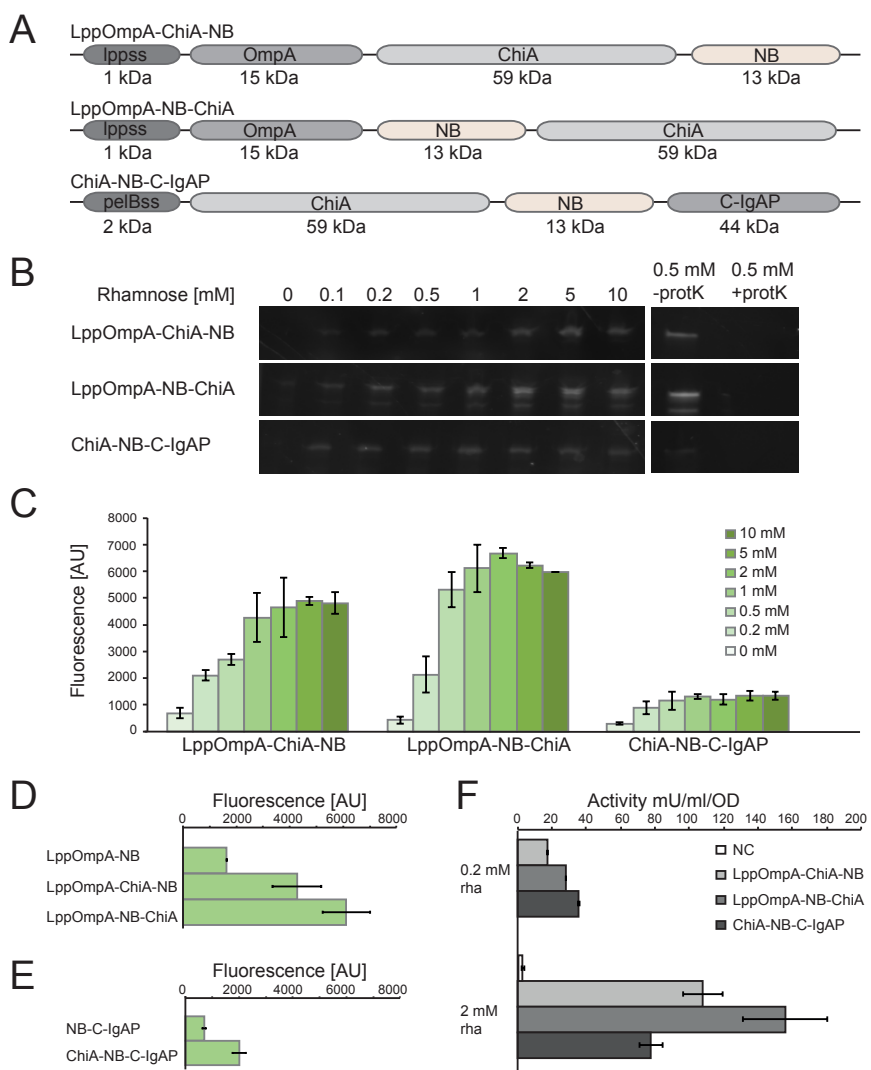 A
LppOmpA-ChiA-NB
lppss OmpA ChiA NB
1 kDa 15 kDa 59 kDa 13 kDa
LppOmpA-NB-ChiA
lppss OmpA NB ChiA
1 kDa 15 kDa 13 kDa 59 kDa
ChiA-NB-C-IgAP
pelBss ChiA NB C-IgAP
2 kDa 59 kDa 13 kDa 44 kDa
B
0.5 mM 0.5 mM
-protK +protK
Rhamnose [mM] 0 0.1 0.2 0.5 1 2 5 10
LppOmpA-ChiA-NB
LppOmpA-NB-ChiA
ChiA-NB-C-IgAP
C
Fluorescence [AU]
8000
7000
6000
5000
4000
3000
2000
1000
0
10 mM
5 mM
2 mM
1 mM
0.5 mM
0.2 mM
0 mM
LppOmpA-ChiA-NB LppOmpA-NB-ChiA ChiA-NB-C-IgAP
D
Fluorescence [AU]
0 2000 4000 6000 8000
LppOmpA-NB
LppOmpA-ChiA-NB
LppOmpA-NB-ChiA
E
Fluorescence [AU]
0 2000 4000 6000 8000
NB-C-IgAP
ChiA-NB-C-IgAP
F
Activity mU/ml/OD
0 20 40 60 80 100 120 140 160 180 200
0.2 mM
rha
NC
LppOmpA-ChiA-NB
LppOmpA-NB-ChiA
ChiA-NB-C-IgAP
2 mM
rha